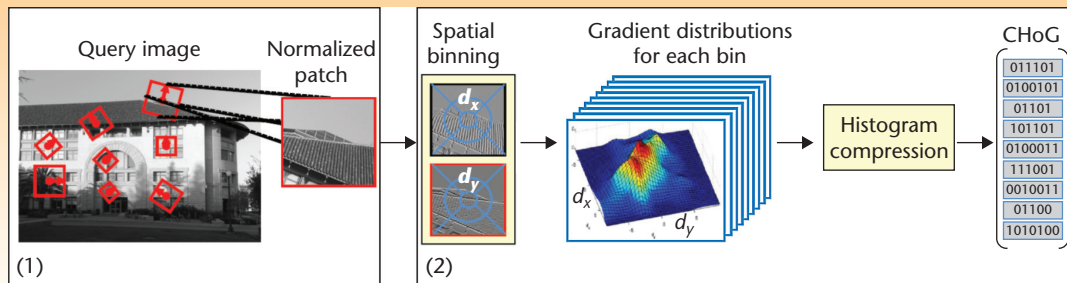 Query image
Normalized
patch
(1)
Spatial
binning
dx
dy
Gradient distributions
for each bin
dx
dy
Histogram
compression
CHoG
011101
0100101
01101
101101
0100011
111001
0010011
01100
1010100
(2)